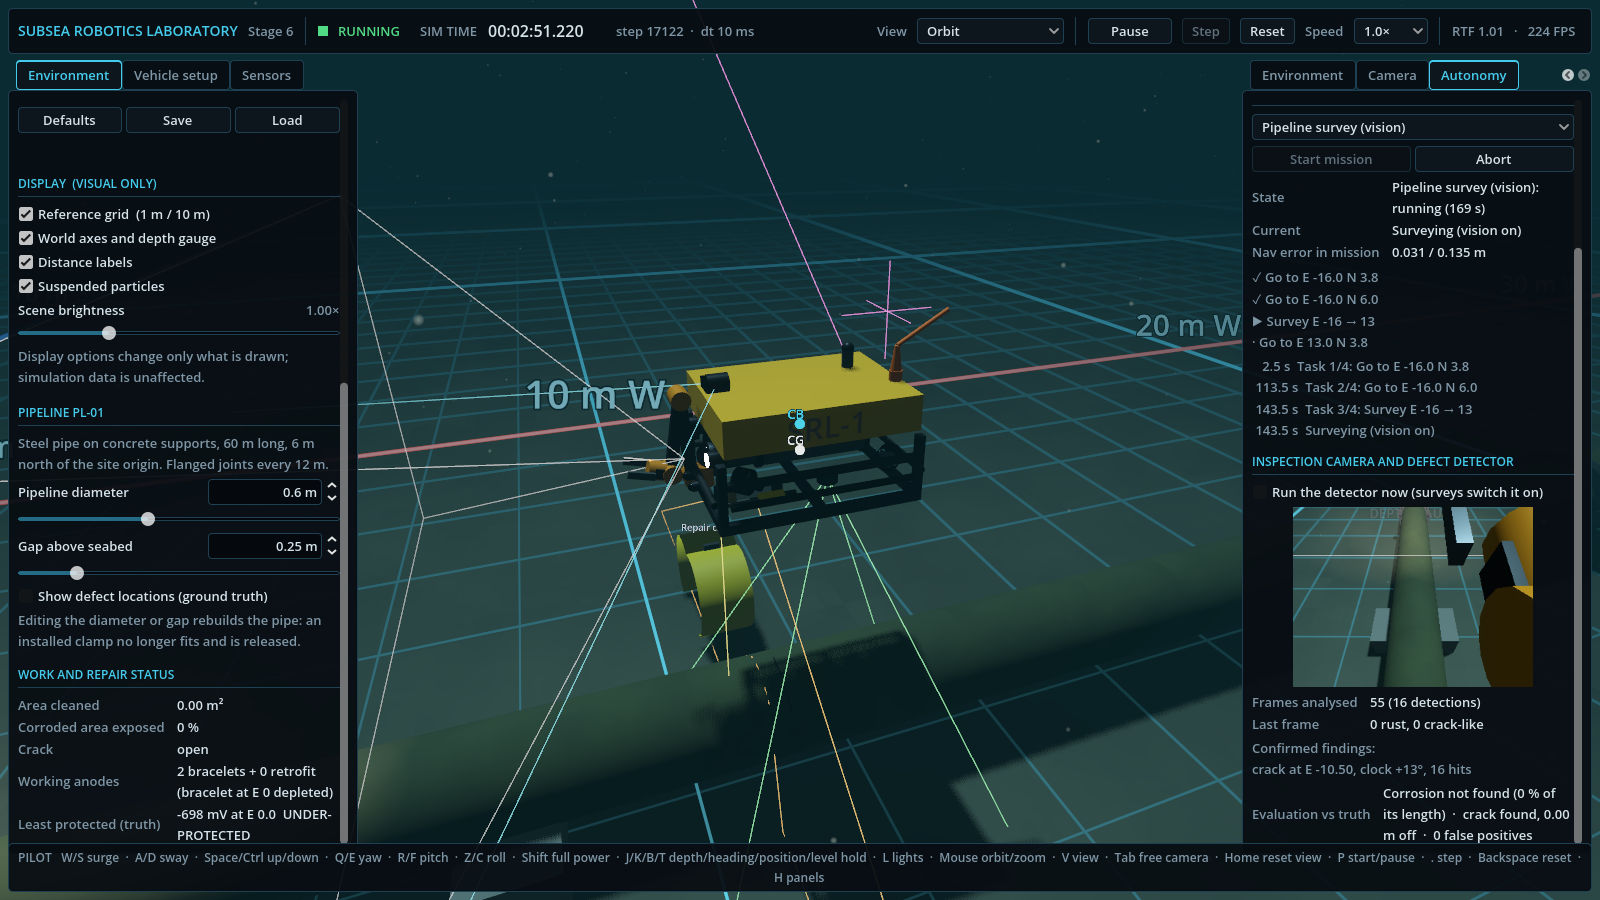 SUBSEA ROBOTICS LABORATORY Stage 6 RUNNING SIM TIME 00:02:51.220 step 17122 · dt 10 ms View Orbit Pause Step Reset Speed 1.0× RTF 1.01 · 224 FPS
Environment Vehicle setup Sensors
Defaults Save Load
DISPLAY (VISUAL ONLY)
Reference grid (1 m / 10 m)
World axes and depth gauge
Distance labels
Suspended particles
Scene brightness 1.00×
Display options change only what is drawn;
simulation data is unaffected.
PIPELINE PL-01
Steel pipe on concrete supports, 60 m long, 6 m
north of the site origin. Flanged joints every 12 m.
Pipeline diameter 0.6 m
Gap above seabed 0.25 m
Show defect locations (ground truth)
Editing the diameter or gap rebuilds the pipe: an
installed clamp no longer fits and is released.
WORK AND REPAIR STATUS
Area cleaned 0.00 m²
Corroded area exposed 0 %
Crack open
Working anodes 2 bracelets + 0 retrofit
(bracelet at E 0 depleted)
Least protected (truth) -698 mV at E 0.0 UNDER-
PROTECTED
10 m W
20 m W
CB
CG
RL-1
Repair c
Environment Camera Autonomy
Pipeline survey (vision)
Start mission Abort
State Pipeline survey (vision):
running (169 s)
Current Surveying (vision on)
Nav error in mission 0.031 / 0.135 m
✓ Go to E -16.0 N 3.8
✓ Go to E -16.0 N 6.0
▶ Survey E -16 → 13
· Go to E 13.0 N 3.8
2.5 s Task 1/4: Go to E -16.0 N 3.8
113.5 s Task 2/4: Go to E -16.0 N 6.0
143.5 s Task 3/4: Survey E -16 → 13
143.5 s Surveying (vision on)
INSPECTION CAMERA AND DEFECT DETECTOR
Run the detector now (surveys switch it on)
Frames analysed 55 (16 detections)
Last frame 0 rust, 0 crack-like
Confirmed findings:
crack at E -10.50, clock +13°, 16 hits
Evaluation vs truth Corrosion not found (0 % of
its length) · crack found, 0.00
m off · 0 false positives
PILOT W/S surge · A/D sway · Space/Ctrl up/down · Q/E yaw · R/F pitch · Z/C roll · Shift full power · J/K/B/T depth/heading/position/level hold · L lights · Mouse orbit/zoom · V view · Tab free camera · Home reset view · P start/pause · . step · Backspace reset ·
H panels